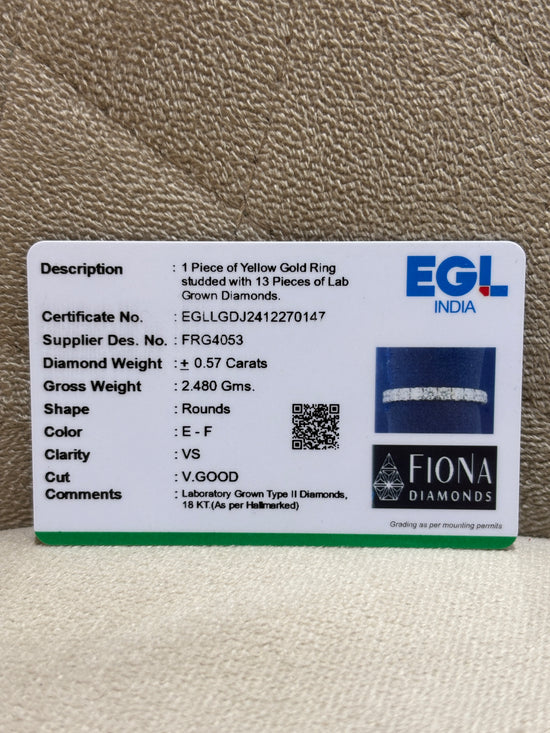 EGL
INDIA
Description : 1 Piece of Yellow Gold Ring
studded with 13 Pieces of Lab
Grown Diamonds.
Certificate No. : EGLLGDJ2412270147
Supplier Des. No. : FRG4053
Diamond Weight : ± 0.57 Carats
Gross Weight : 2.480 Gms.
Shape : Rounds
Color : E - F
Clarity : VS
Cut : V.GOOD
Comments : Laboratory Grown Type II Diamonds,
18 KT.(As per Hallmarked)
FIONA
DIAMONDS
Grading as per mounting permits